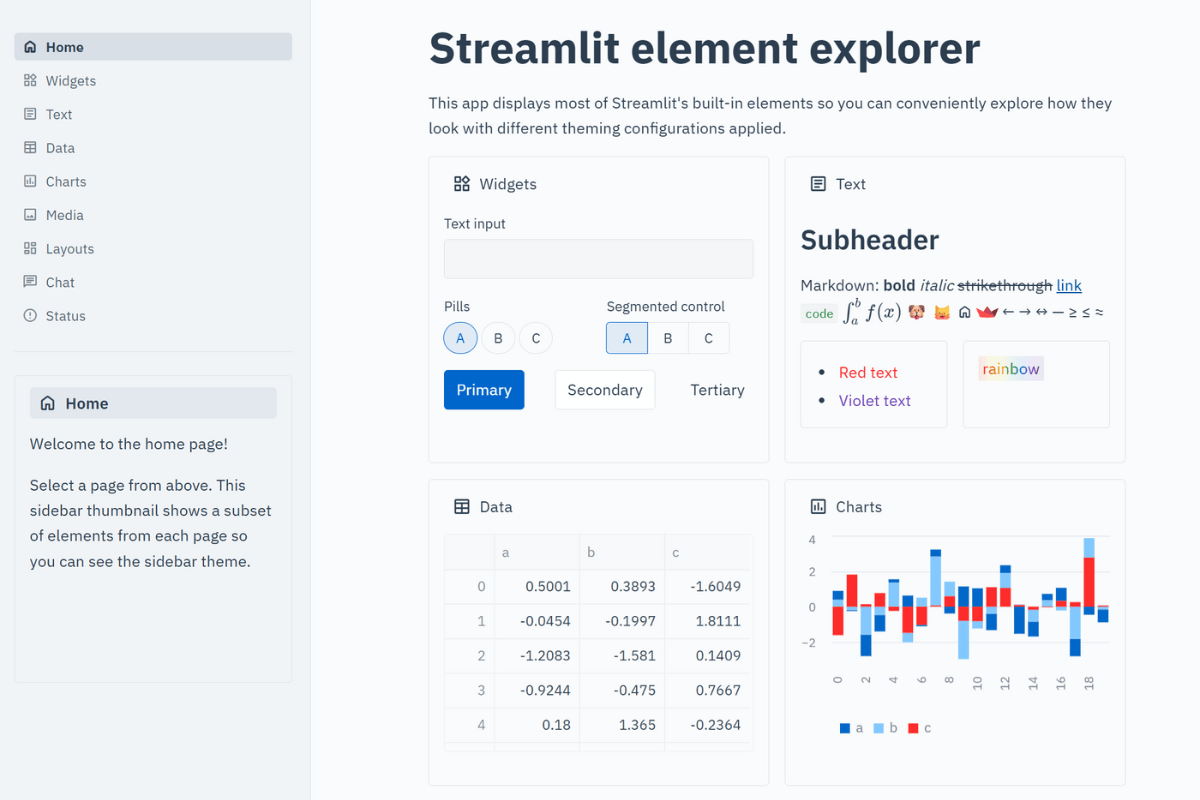 Home
Widgets
Text
Data
Charts
Media
Layouts
Chat
Status
Home
Welcome to the home page!
Select a page from above. This
sidebar thumbnail shows a subset
of elements from each page so
you can see the sidebar theme.
Streamlit element explorer
This app displays most of Streamlit's built-in elements so you can conveniently explore how they
look with different theming configurations applied.
Widgets
Text input
Pills
Segmented control
A B C
A B C
Primary Secondary Tertiary
Text
Subheader
Markdown: bold italic strikethrough link
code ∫ₐᵇ f(x) 🐶 😸 ← → ↔ — ≥ ≤ ≈
Red text
Violet text
rainbow
Data
a b c
0 0.5001 0.3893 -1.6049
1 -0.0454 -0.1997 1.8111
2 -1.2083 -1.581 0.1409
3 -0.9244 -0.475 0.7667
4 0.18 1.365 -0.2364
Charts
4
2
0
−2
0 2 4 6 8 10 12 14 16 18
a b c